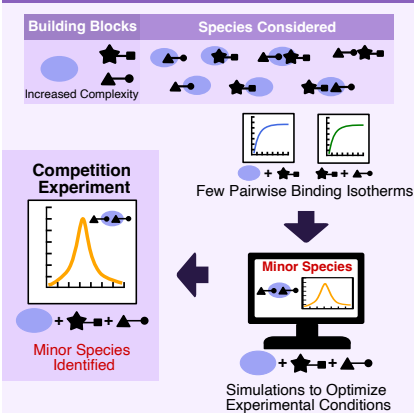 Building Blocks
Species Considered
Increased Complexity
+
+
Few Pairwise Binding Isotherms
Competition
Experiment
Minor Species
+
+
+
+
Minor Species
Identified
Simulations to Optimize
Experimental Conditions